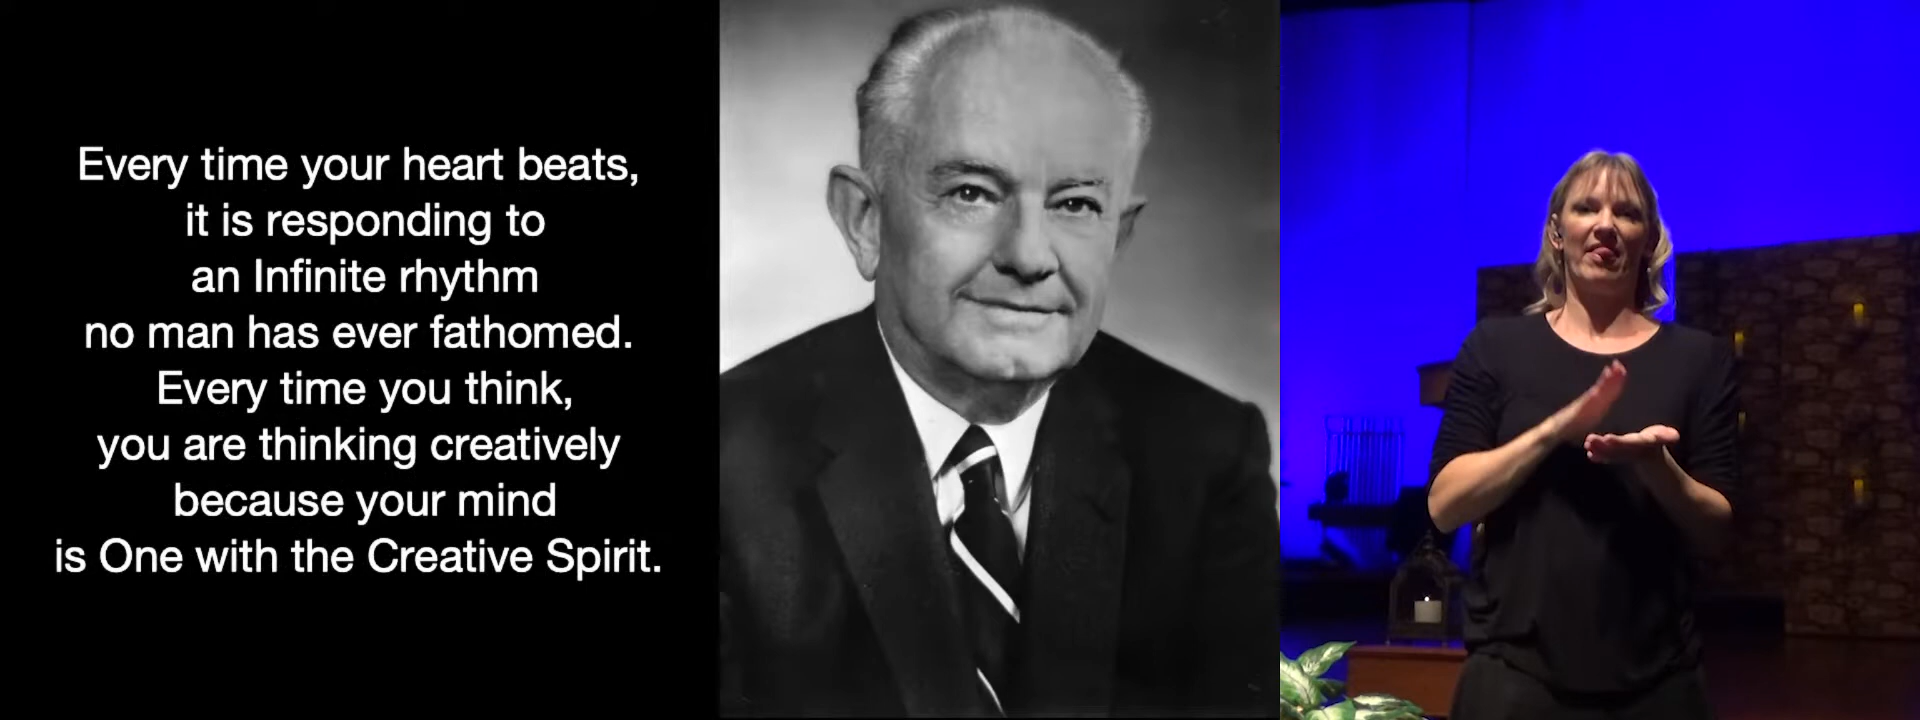 Every time your heart beats,
it is responding to
an Infinite rhythm
no man has ever fathomed.
Every time you think,
you are thinking creatively
because your mind
is One with the Creative Spirit.